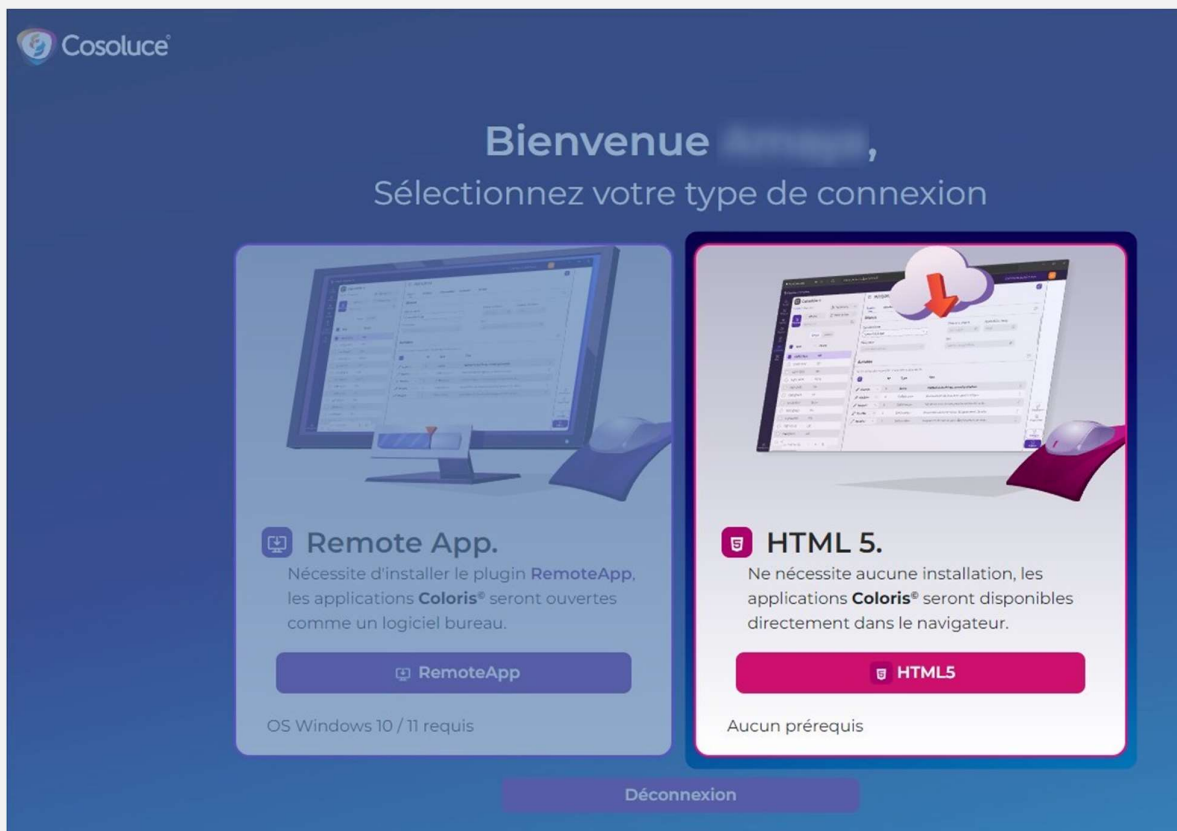 Cosoluce®
Bienvenue ,
Sélectionnez votre type de connexion
Remote App.
Nécessite d'installer le plugin RemoteApp,
les applications Coloris® seront ouvertes
comme un logiciel bureau.
RemoteApp
OS Windows 10 / 11 requis
HTML 5.
Ne nécessite aucune installation, les
applications Coloris® seront disponibles
directement dans le navigateur.
HTML5
Aucun prérequis
Déconnexion